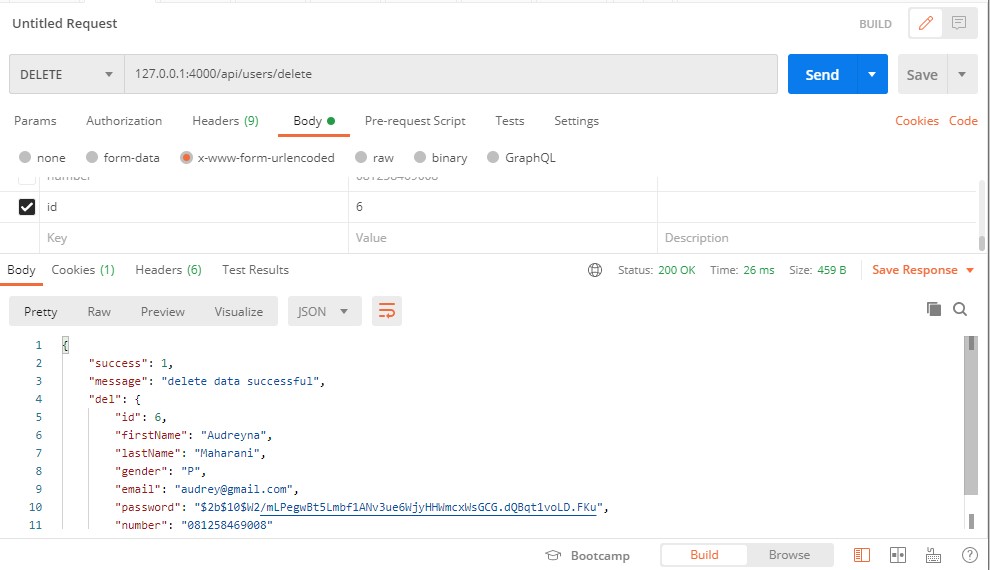 Untitled Request BUILD
DELETE 127.0.0.1:4000/api/users/delete Send Save
Params Authorization Headers (9) Body Pre-request Script Tests Settings Cookies Code
none form-data x-www-form-urlencoded raw binary GraphQL
number 081258469008
id 6
Key Value Description
Body Cookies (1) Headers (6) Test Results Status: 200 OK Time: 26 ms Size: 459 B Save Response
Pretty Raw Preview Visualize JSON
1 {
2 "success": 1,
3 "message": "delete data successful",
4 "del": {
5 "id": 6,
6 "firstName": "Audreyna",
7 "lastName": "Maharani",
8 "gender": "P",
9 "email": "audrey@gmail.com",
10 "password": "$2b$10$W2/mLPegwBt5Lmbf1ANv3ue6WjyHHWmcxWsGCG.dQBqt1voLD.FKu",
11 "number": "081258469008"
Bootcamp Build Browse